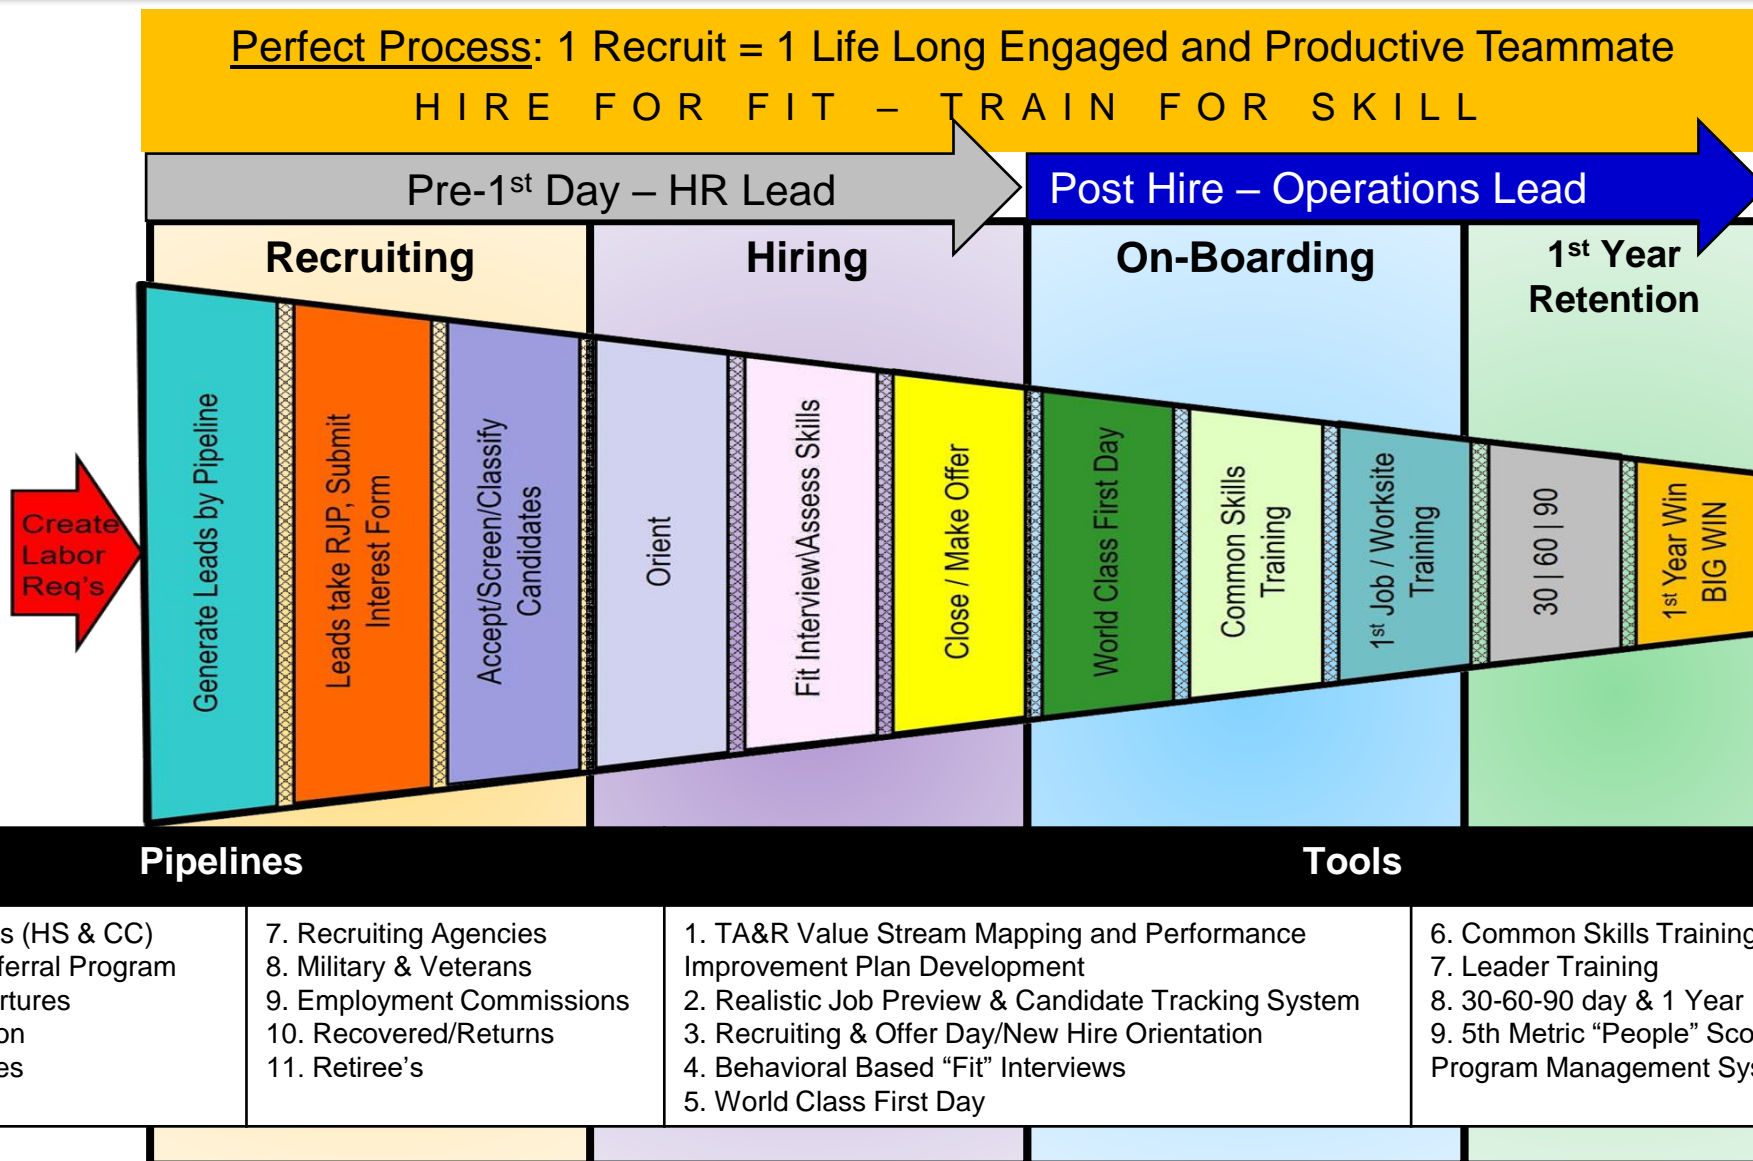 Perfect Process: 1 Recruit = 1 Life Long Engaged and Productive Teammate
HIRE FOR FIT – TRAIN FOR SKILL
Pre-1st Day – HR Lead
Post Hire – Operations Lead
Recruiting
Hiring
On-Boarding
1st Year
Retention
Create
Labor
Req's
Generate Leads by Pipeline
Leads take RJP, Submit
Interest Form
Accept/Screen/Classify
Candidates
Orient
Fit Interview\Assess Skills
Close / Make Offer
World Class First Day
Common Skills
Training
1st Job / Worksite
Training
30 | 60 | 90
1st Year Win
BIG WIN
Pipelines
Tools
(HS & CC)
Program
7. Recruiting Agencies
8. Military & Veterans
9. Employment Commissions
10. Recovered/Returns
11. Retiree’s
1. TA&R Value Stream Mapping and Performance
Improvement Plan Development
2. Realistic Job Preview & Candidate Tracking System
3. Recruiting & Offer Day/New Hire Orientation
4. Behavioral Based “Fit” Interviews
5. World Class First Day
6. Common Skills Training
7. Leader Training
8. 30-60-90 day & 1 Year
9. 5th Metric “People”
Program Management